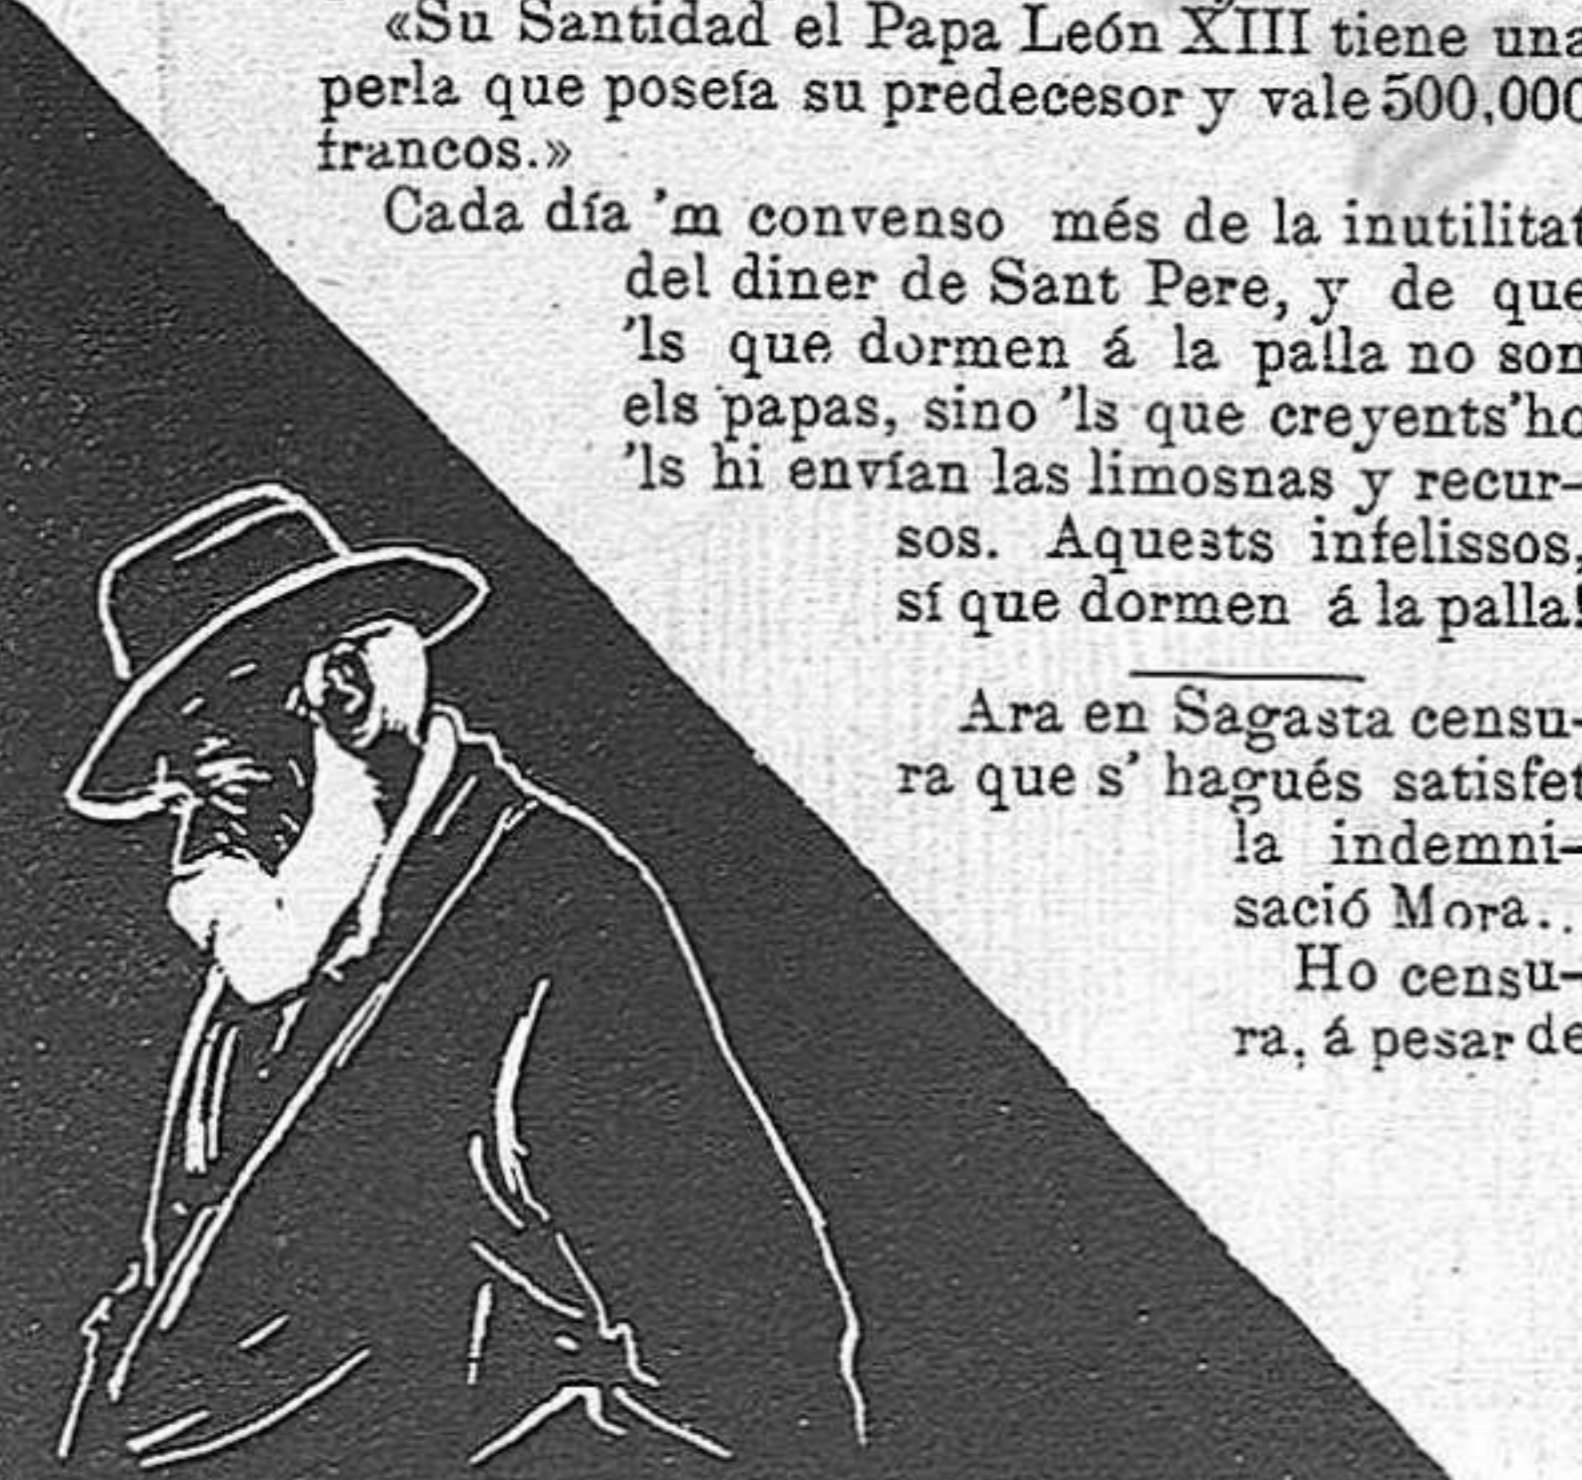 «Su Santidad el Papa León XIII tiene una
perla que poseía su predecesor y vale 500,000
francos.»
Cada día 'm convenso més de la inutilitat
del diner de Sant Pere, y de que
'ls que dormen á la palla no son
els papas, sino 'ls que creyents'ho
'ls hi envían las limosnas y recur-
sos. Aquests infelissos,
sí que dormen á la palla!
Ara en Sagasta censu-
ra que s' hagués satisfet
la indemni-
sació Mora..
Ho censu-
ra, á pesar de